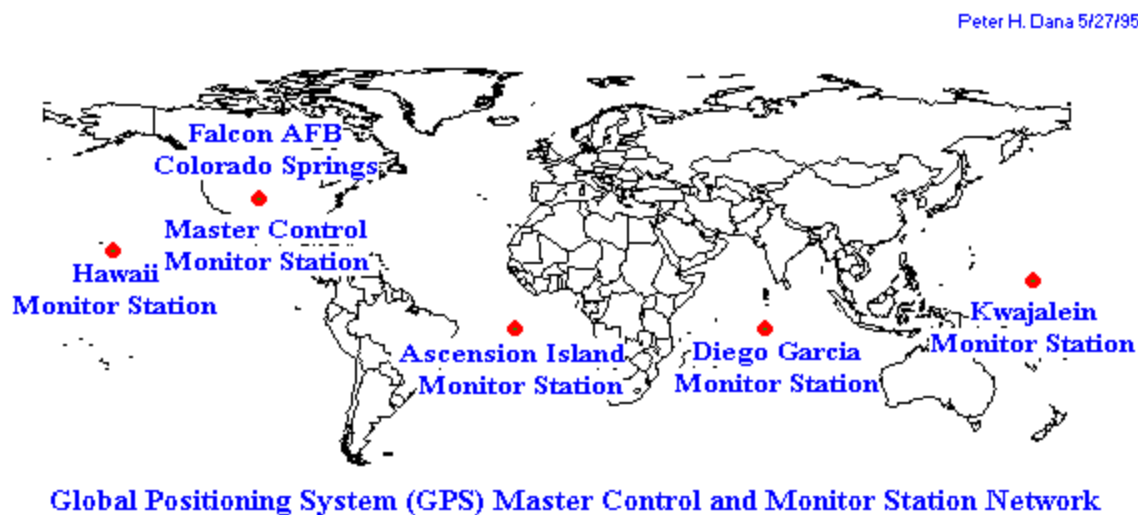 Peter H. Dana 5/27/95
Falcon AFB
Colorado Springs
Master Control
Monitor Station
Hawaii
Monitor Station
Ascension Island
Monitor Station
Diego Garcia
Monitor Station
Kwajalein
Monitor Station
Global Positioning System (GPS) Master Control and Monitor Station Network